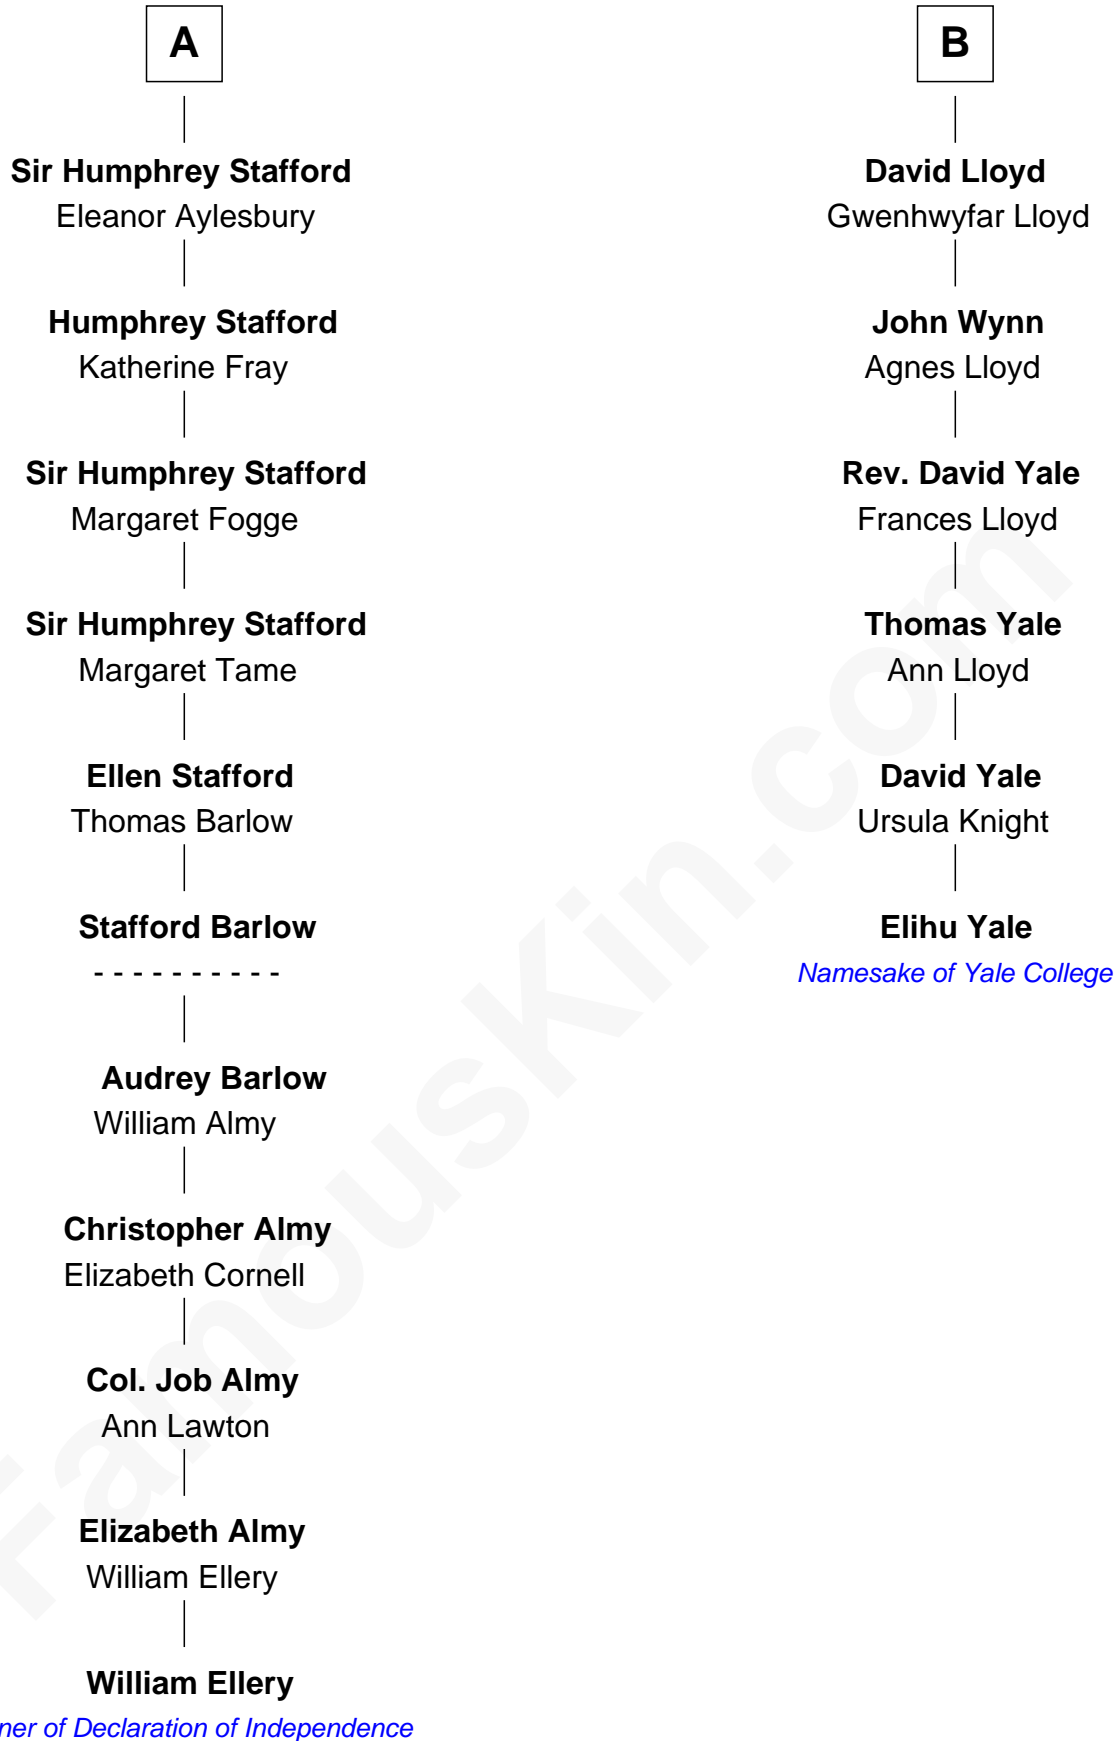 A
Sir Humphrey Stafford
Eleanor Aylesbury
Humphrey Stafford
Katherine Fray
Sir Humphrey Stafford
Margaret Fogge
Sir Humphrey Stafford
Margaret Tame
Ellen Stafford
Thomas Barlow
Stafford Barlow
- - - - - - - - - -
Audrey Barlow
William Almy
Christopher Almy
Elizabeth Cornell
Col. Job Almy
Ann Lawton
Elizabeth Almy
William Ellery
William Ellery
ner of Declaration of Independence
B
David Lloyd
Gwenhwyfar Lloyd
John Wynn
Agnes Lloyd
Rev. David Yale
Frances Lloyd
Thomas Yale
Ann Lloyd
David Yale
Ursula Knight
Elihu Yale
Namesake of Yale College
FamousKin.com